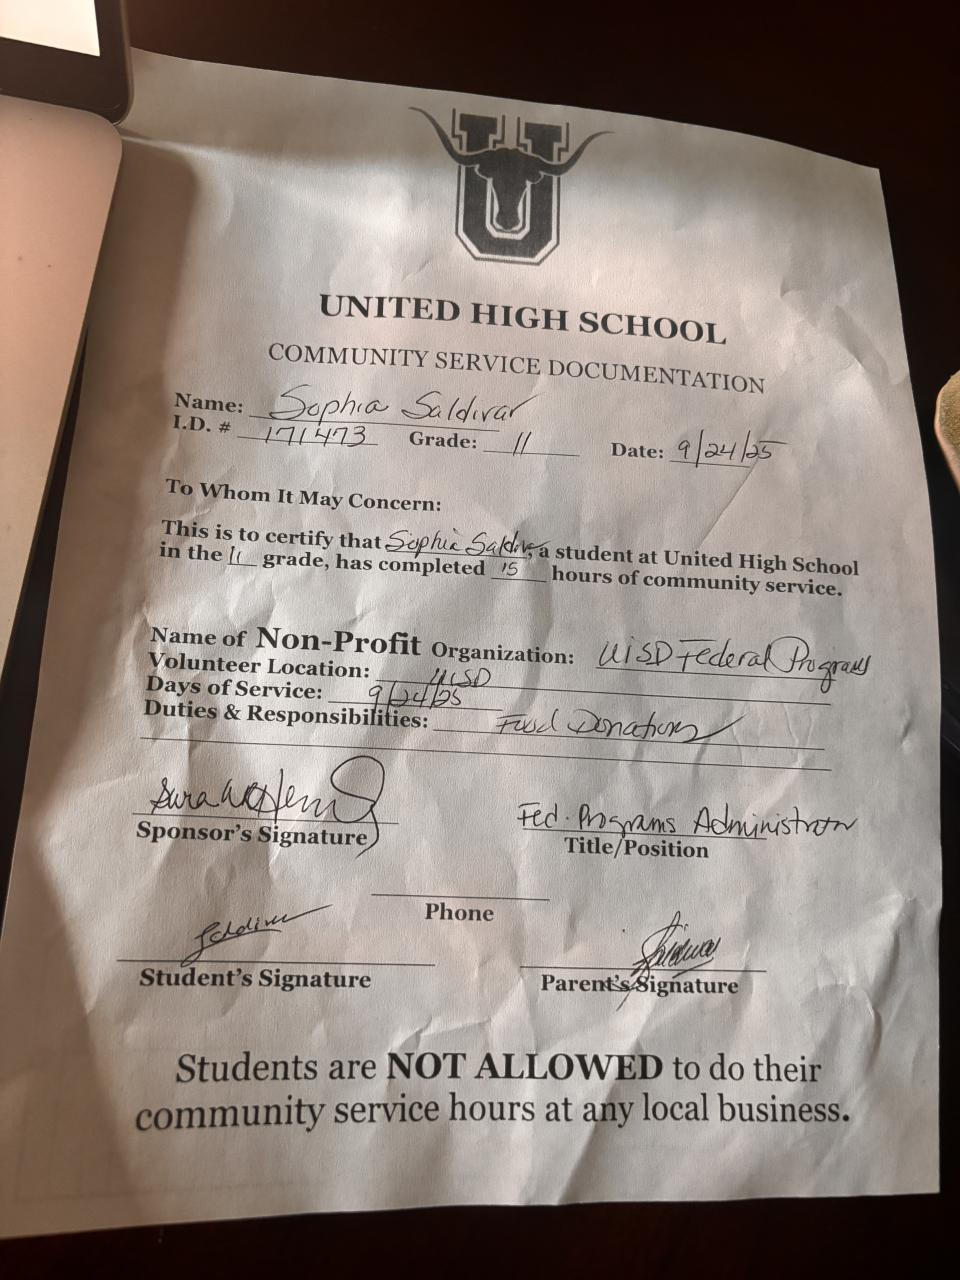 U
UNITED HIGH SCHOOL
COMMUNITY SERVICE DOCUMENTATION
Name: Sophia Saldivar
I.D. # 171473 Grade: 11 Date: 9/24/25
To Whom It May Concern:
This is to certify that Sophia Saldivar, a student at United High School
in the 11 grade, has completed 15 hours of community service.
Name of Non-Profit Organization: UISD Federal Programs
Volunteer Location: UISD
Days of Service: 9/24/25
Duties & Responsibilities: Food Donations
Sponsor's Signature
Fed. Programs Administrator
Title/Position
Phone
Saldivar
Student's Signature
Parent's Signature
Students are NOT ALLOWED to do their
community service hours at any local business.